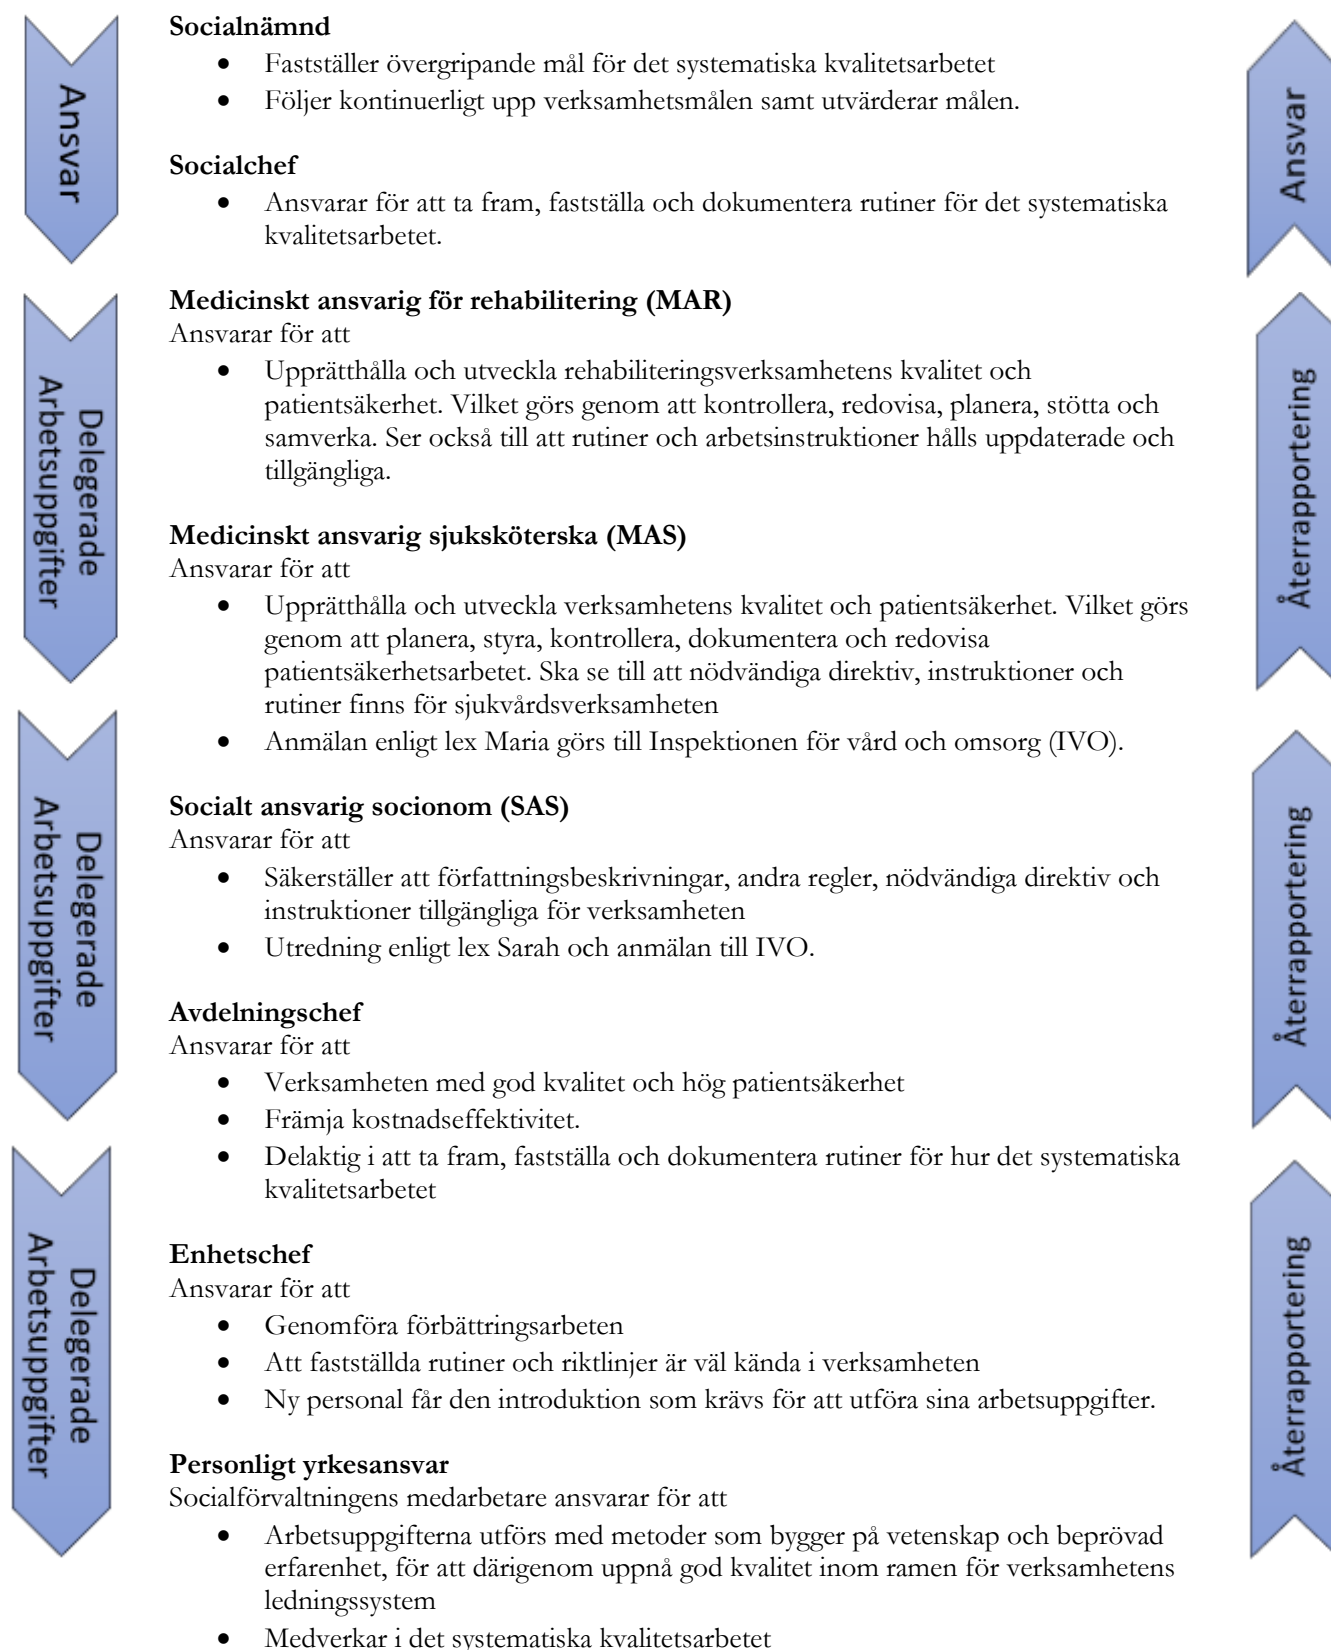 Socialnämnd
• Fastställer övergripande mål för det systematiska kvalitetsarbetet
• Följer kontinuerligt upp verksamhetsmålen samt utvärderar målen.
Socialchef
• Ansvarar för att ta fram, fastställa och dokumentera rutiner för det systematiska
kvalitetsarbetet.
Medicinskt ansvarig för rehabilitering (MAR)
Ansvarar för att
• Upprätthålla och utveckla rehabiliteringsverksamhetens kvalitet och
patientsäkerhet. Vilket görs genom att kontrollera, redovisa, planera, stötta och
samverka. Ser också till att rutiner och arbetsinstruktioner hålls uppdaterade och
tillgängliga.
Medicinskt ansvarig sjuksköterska (MAS)
Ansvarar för att
• Upprätthålla och utveckla verksamhetens kvalitet och patientsäkerhet. Vilket görs
genom att planera, styra, kontrollera, dokumentera och redovisa
patientsäkerhetsarbetet. Ska se till att nödvändiga direktiv, instruktioner och
rutiner finns för sjukvårdsverksamheten
• Anmälan enligt lex Maria görs till Inspektionen för vård och omsorg (IVO).
Socialt ansvarig socionom (SAS)
Ansvarar för att
• Säkerställer att författningsbeskrivningar, andra regler, nödvändiga direktiv och
instruktioner tillgängliga för verksamheten
• Utredning enligt lex Sarah och anmälan till IVO.
Avdelningschef
Ansvarar för att
• Verksamheten med god kvalitet och hög patientsäkerhet
• Främja kostnadseffektivitet.
• Delaktig i att ta fram, fastställa och dokumentera rutiner för hur det systematiska
kvalitetsarbetet
Enhetschef
Ansvarar för att
• Genomföra förbättringsarbeten
• Att fastställda rutiner och riktlinjer är väl kända i verksamheten
• Ny personal får den introduktion som krävs för att utföra sina arbetsuppgifter.
Personligt yrkesansvar
Socialförvaltningens medarbetare ansvarar för att
• Arbetsuppgifterna utförs med metoder som bygger på vetenskap och beprövad
erfarenhet, för att därigenom uppnå god kvalitet inom ramen för verksamhetens
ledningssystem
• Medverkar i det systematiska kvalitetsarbetet
Ansvar
Delegerade
Arbetsuppgifter
Delegerade
Arbetsuppgifter
Delegerade
Arbetsuppgifter
Ansvar
Återrapportering
Återrapportering
Återrapportering